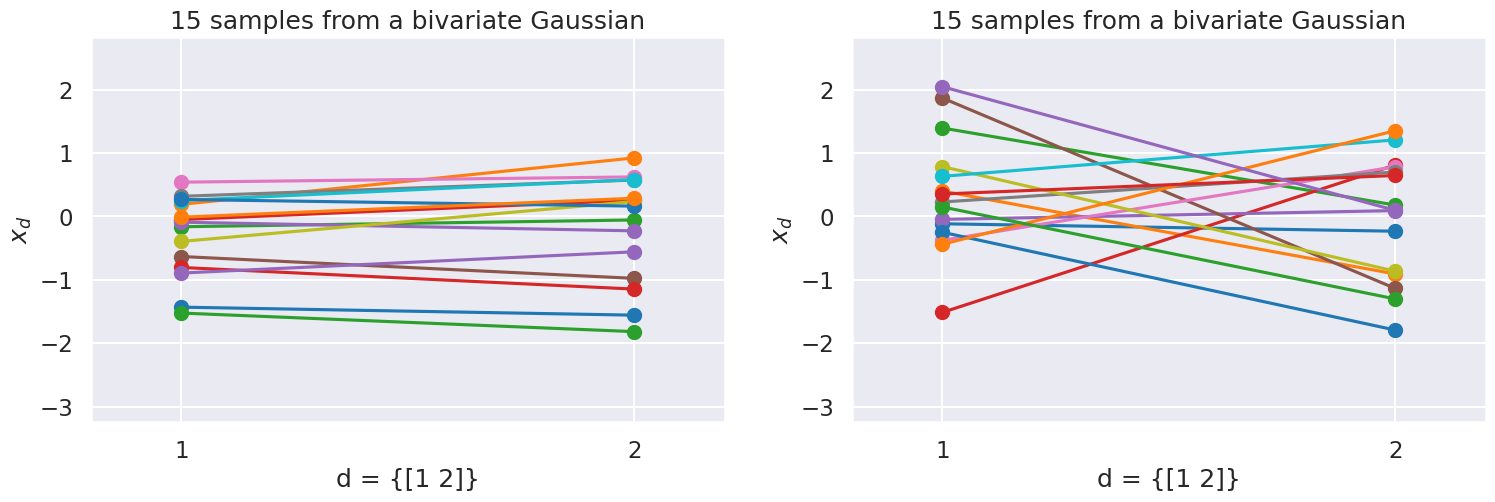 15 samples from a bivariate Gaussian
2
1
0
−1
−2
−3
x_d
1 2
d = {[1 2]}
15 samples from a bivariate Gaussian
2
1
0
−1
−2
−3
x_d
1 2
d = {[1 2]}